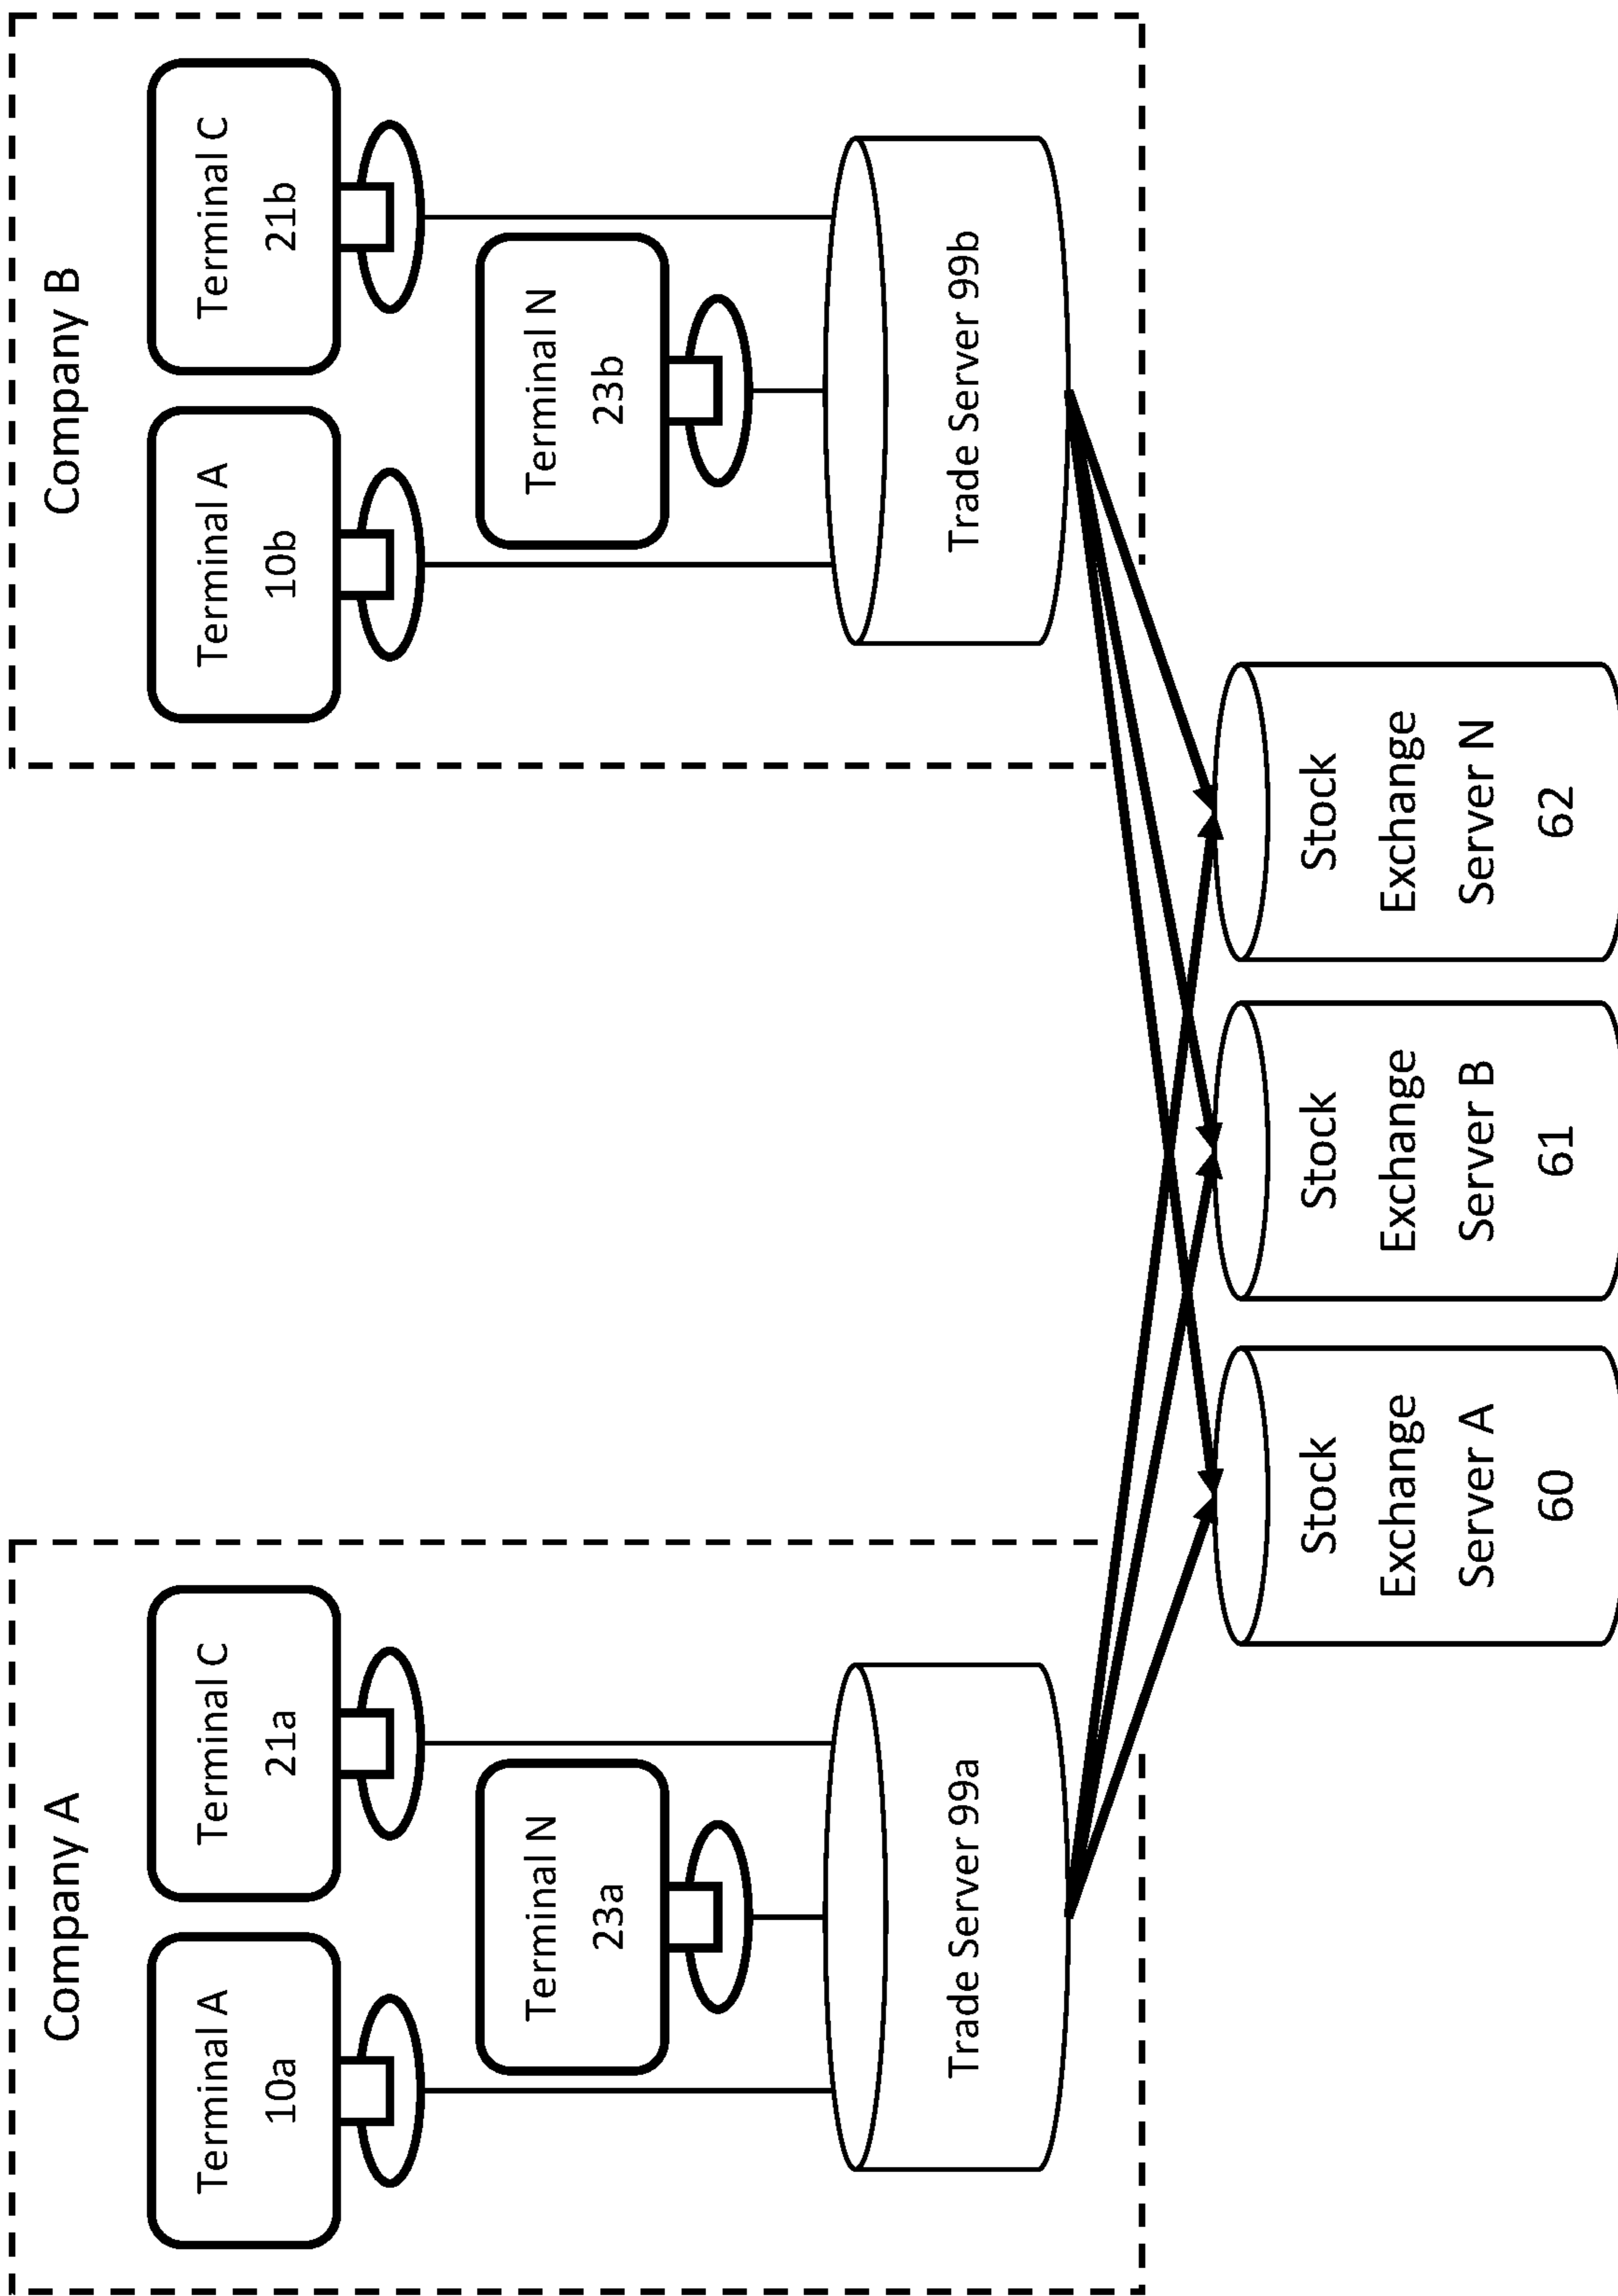 Company A
Terminal A
10a
Terminal C
21a
Terminal N
23a
Trade Server 99a
Company B
Terminal A
10b
Terminal C
21b
Terminal N
23b
Trade Server 99b
Stock
Exchange
Server A
60
Stock
Exchange
Server B
61
Stock
Exchange
Server N
62